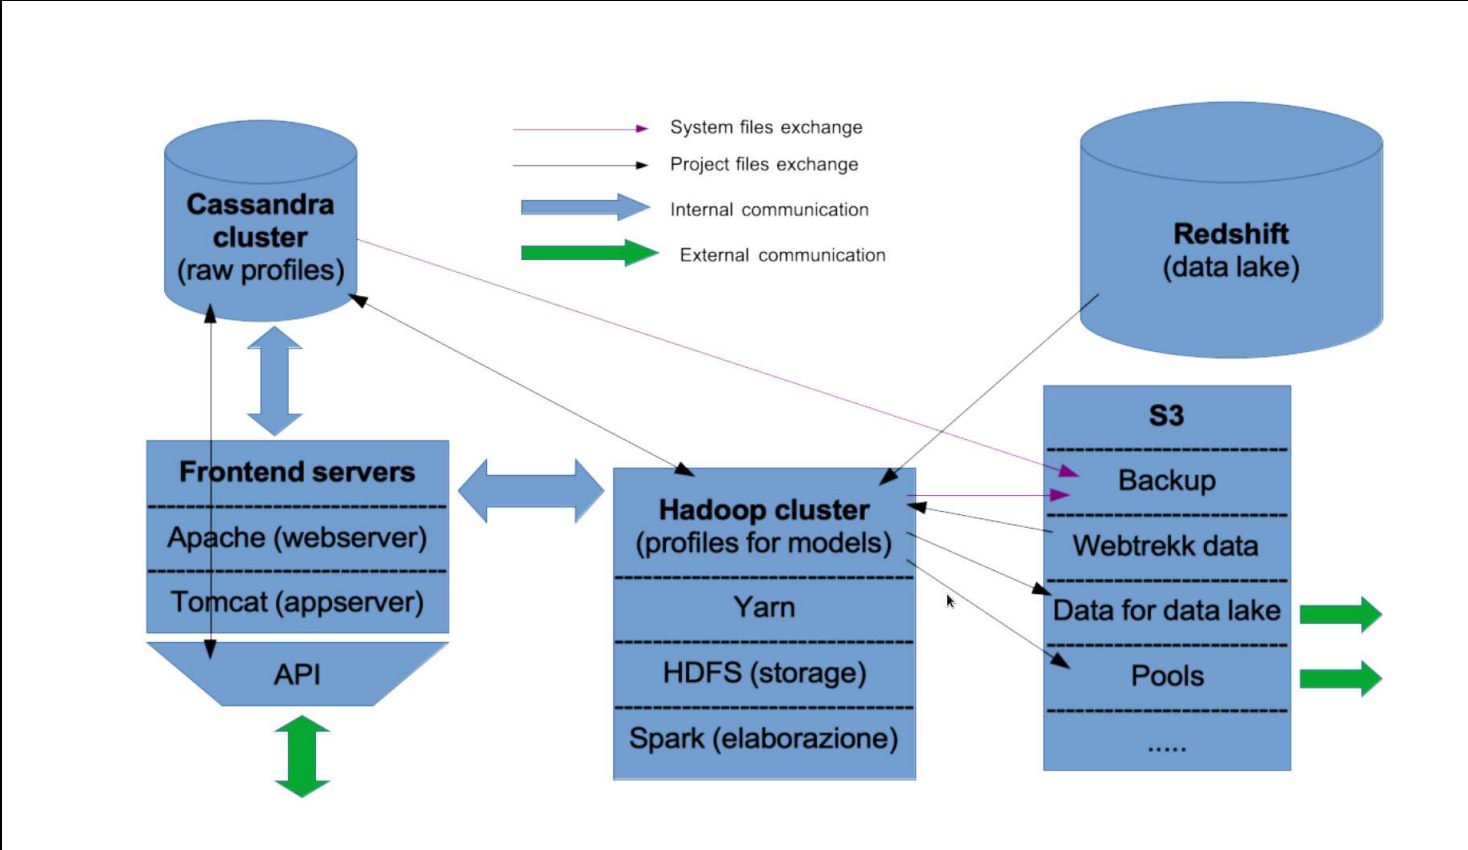 System files exchange
Project files exchange
Internal communication
External communication
Cassandra
cluster
(raw profiles)
Redshift
(data lake)
Frontend servers
Apache (webserver)
Tomcat (appserver)
API
Hadoop cluster
(profiles for models)
Yarn
HDFS (storage)
Spark (elaborazione)
S3
Backup
Webtrekk data
Data for data lake
Pools
.....